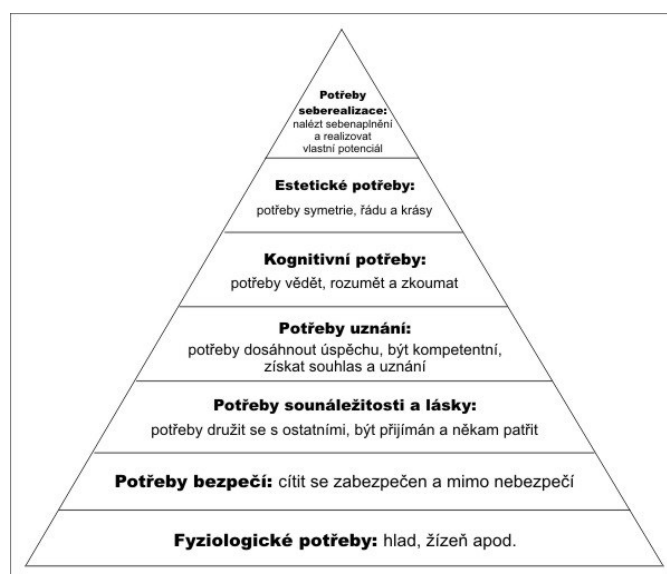 Potřeby
seberealizace:
nalézt sebenaplnění
a realizovat
vlastní potenciál
Estetické potřeby:
potřeby symetrie, řádu a krásy
Kognitivní potřeby:
potřeby vědět, rozumět a zkoumat
Potřeby uznání:
potřeby dosáhnout úspěchu, být kompetentní,
získat souhlas a uznání
Potřeby sounáležitosti a lásky:
potřeby družit se s ostatními, být přijímán a někam patřit
Potřeby bezpečí: cítit se zabezpečen a mimo nebezpečí
Fyziologické potřeby: hlad, žízeň apod.